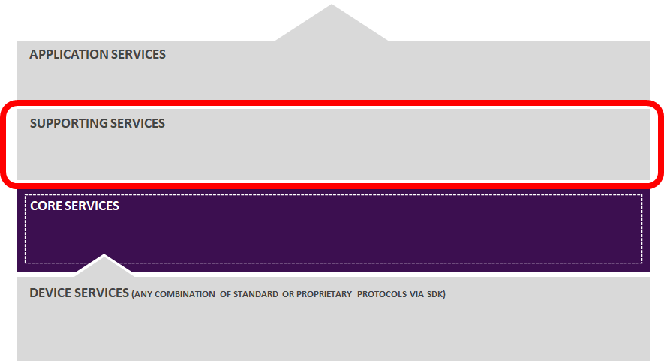 APPLICATION SERVICES
SUPPORTING SERVICES
CORE SERVICES
DEVICE SERVICES (ANY COMBINATION OF STANDARD OR PROPRIETARY PROTOCOLS VIA SDK)